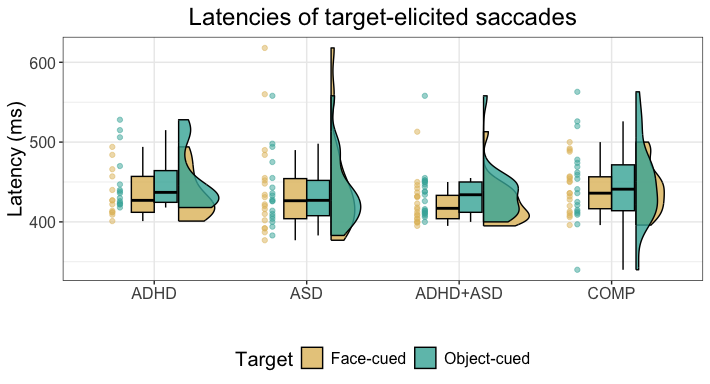 Latencies of target-elicited saccades
Latency (ms)
600
500
400
ADHD
ASD
ADHD+ASD
COMP
Target
Face-cued
Object-cued